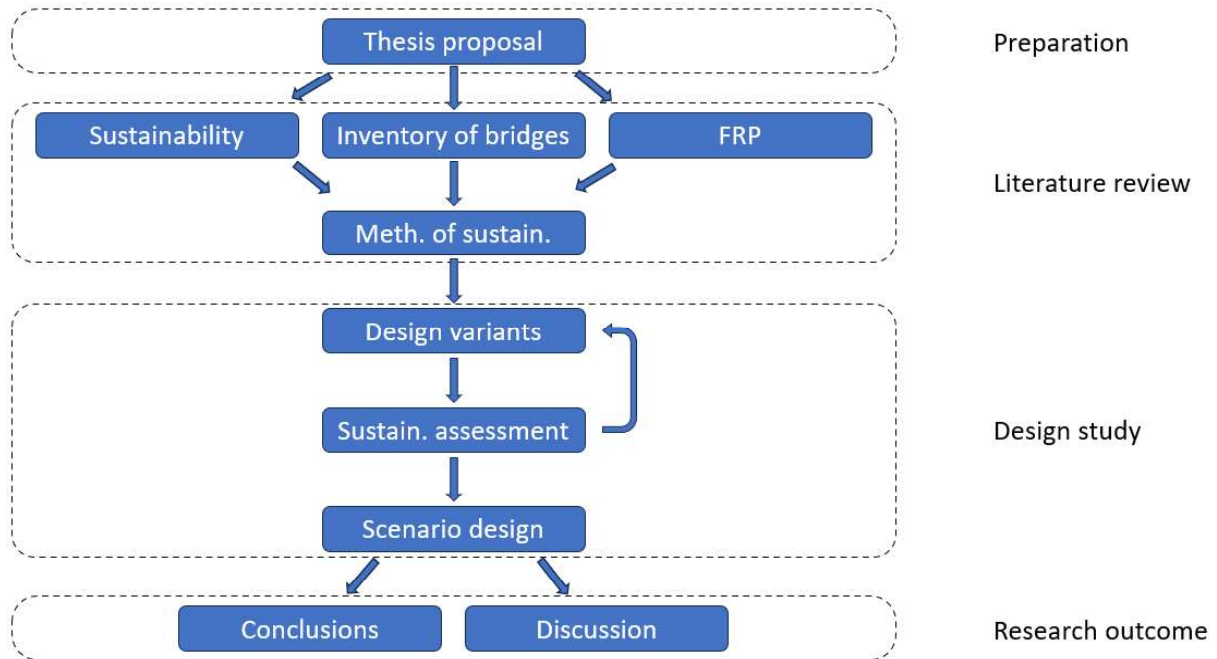 Thesis proposal
Preparation
Sustainability
Inventory of bridges
FRP
Literature review
Meth. of sustain.
Design variants
Sustain. assessment
Design study
Scenario design
Conclusions
Discussion
Research outcome